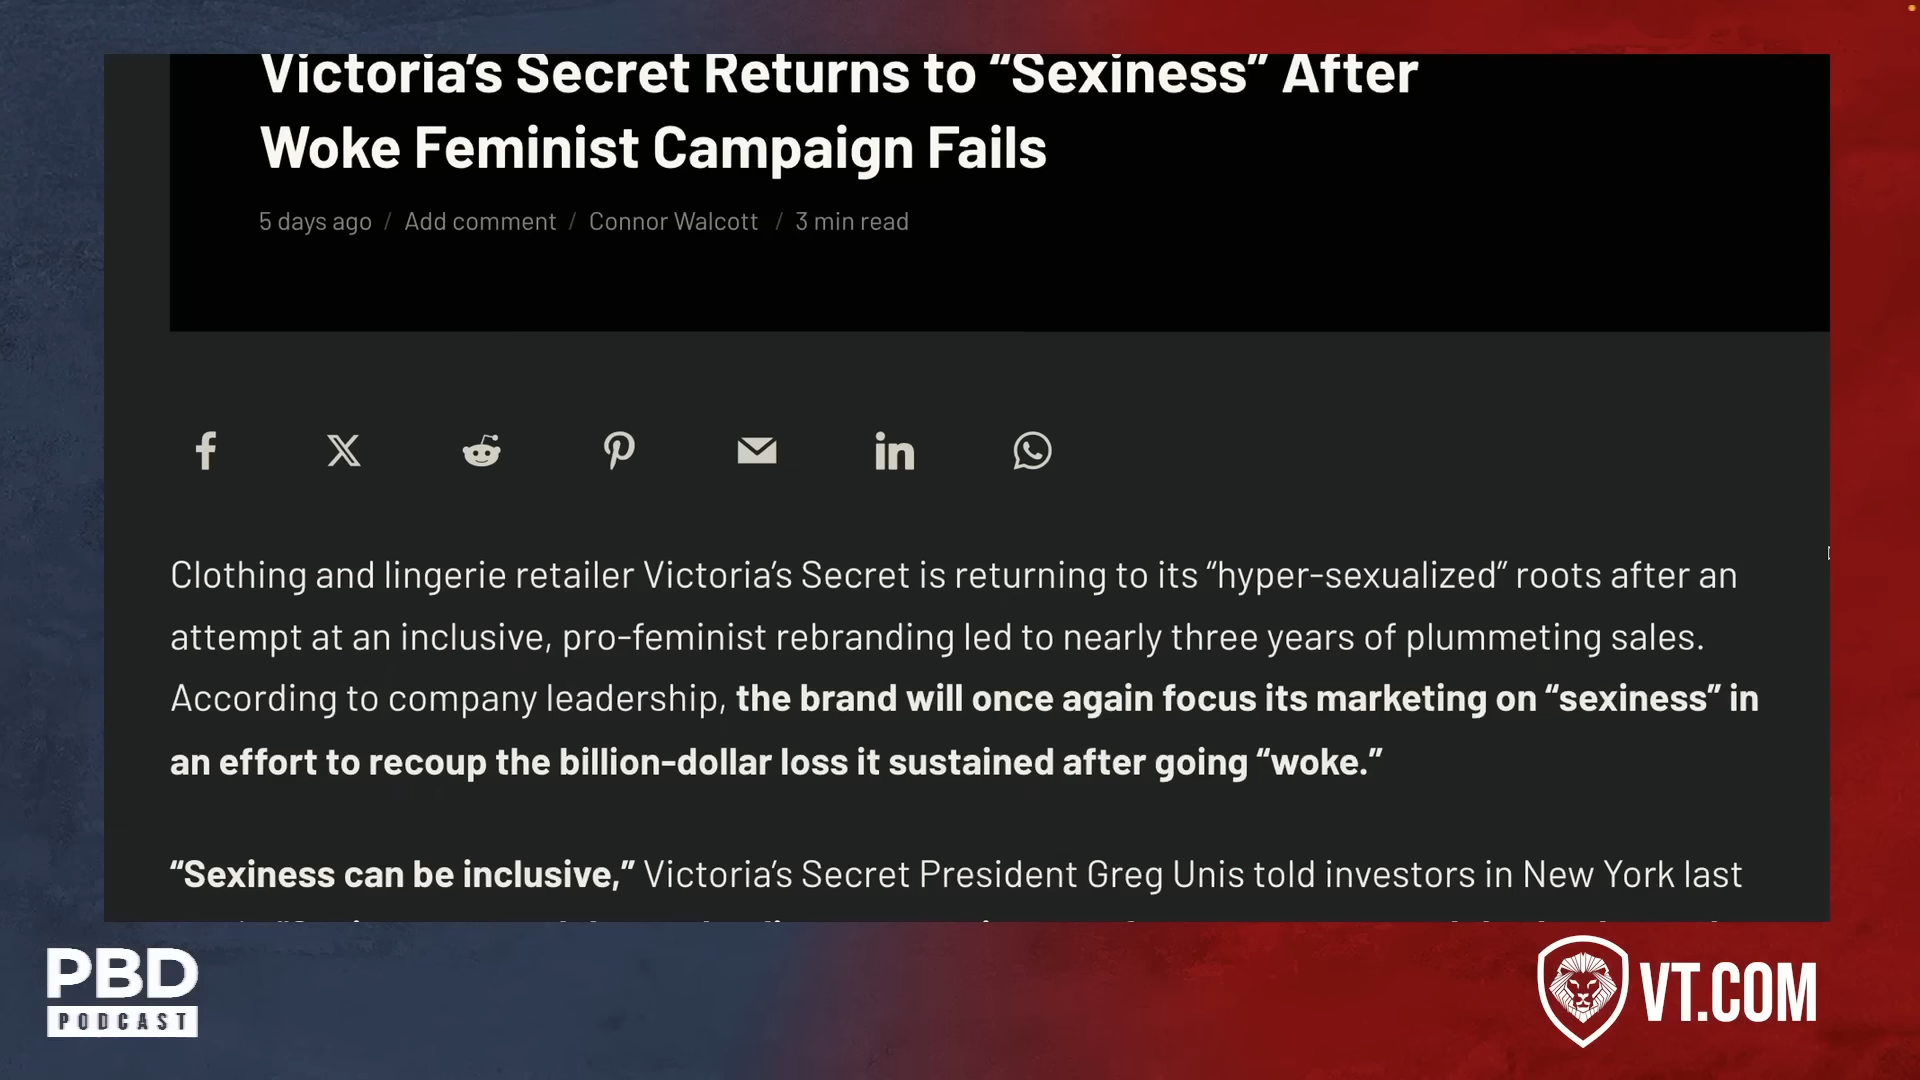 Victoria’s Secret Returns to “Sexiness” After
Woke Feminist Campaign Fails
5 days ago / Add comment / Connor Walcott / 3 min read
Clothing and lingerie retailer Victoria’s Secret is returning to its “hyper-sexualized” roots after an
attempt at an inclusive, pro-feminist rebranding led to nearly three years of plummeting sales.
According to company leadership, the brand will once again focus its marketing on “sexiness” in
an effort to recoup the billion-dollar loss it sustained after going “woke.”
“Sexiness can be inclusive,” Victoria’s Secret President Greg Unis told investors in New York last
PBD
PODCAST
VT.COM